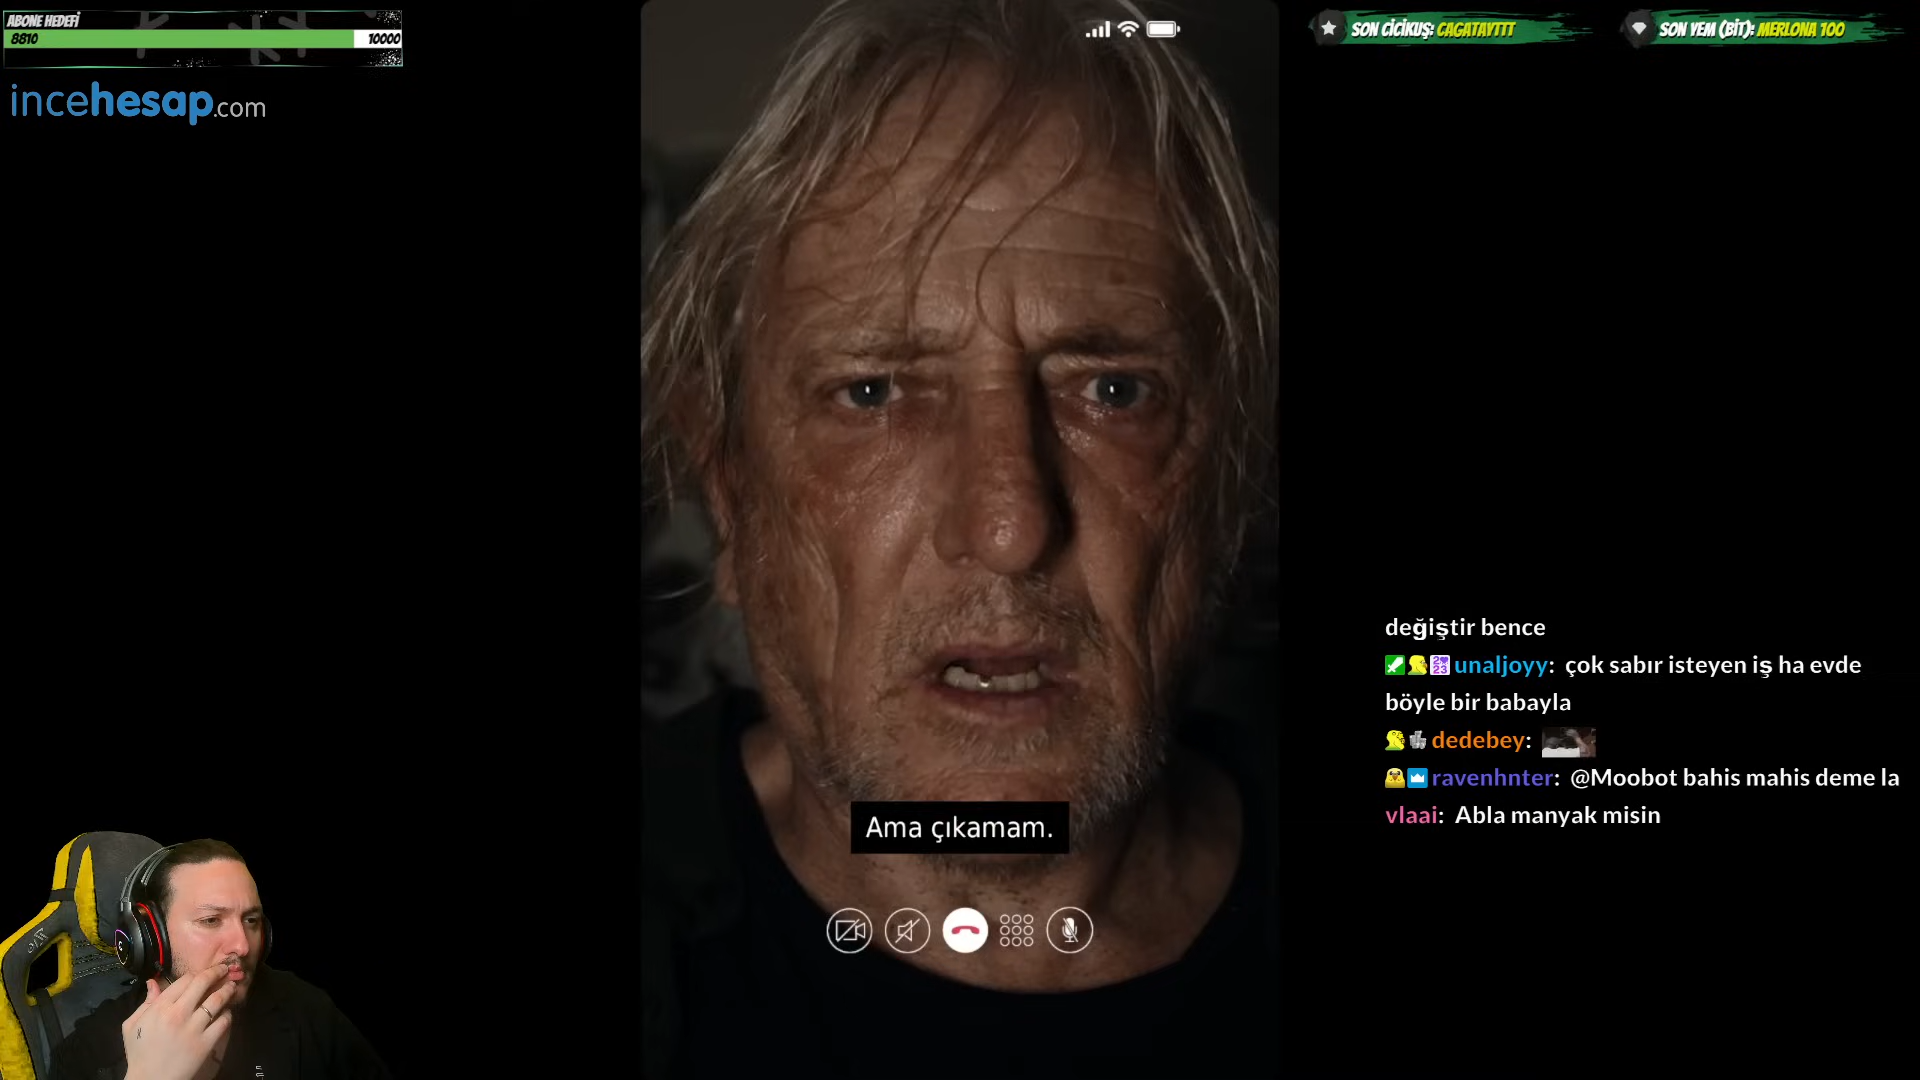 ABONE HEDEFİ
8810 10000
incehesap.com
SON CİCİKUŞ: CAGATAYTTT
SON YEM (BİT): MERLONA 100
değiştir bence
unaljoyy: çok sabır isteyen iş ha evde
böyle bir babayla
dedebey:
ravenhnter: @Moobot bahis mahis deme la
vlaai: Abla manyak misin
Ama çıkamam.